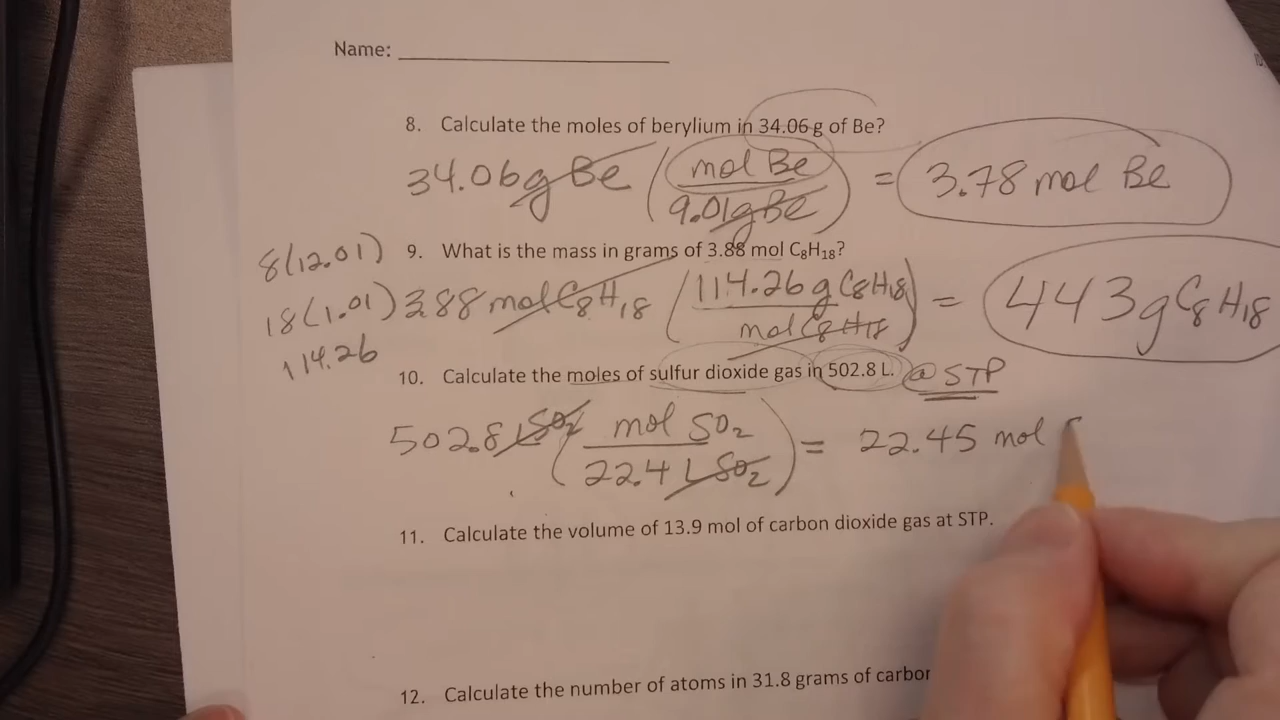 Name:
8. Calculate the moles of berylium in 34.06 g of Be?
34.06g Be (mol Be / 9.01g Be) = 3.78 mol Be
8(12.01)
9. What is the mass in grams of 3.88 mol C₈H₁₈?
18(1.01) 3.88 mol C₈H₁₈ (114.26 g C₈H₁₈ / mol C₈H₁₈) = 443g C₈H₁₈
114.26
10. Calculate the moles of sulfur dioxide gas in 502.8 L. @ STP
502.8 L SO₂ (mol SO₂ / 22.4 L SO₂) = 22.45 mol
11. Calculate the volume of 13.9 mol of carbon dioxide gas at STP.
12. Calculate the number of atoms in 31.8 grams of carbor